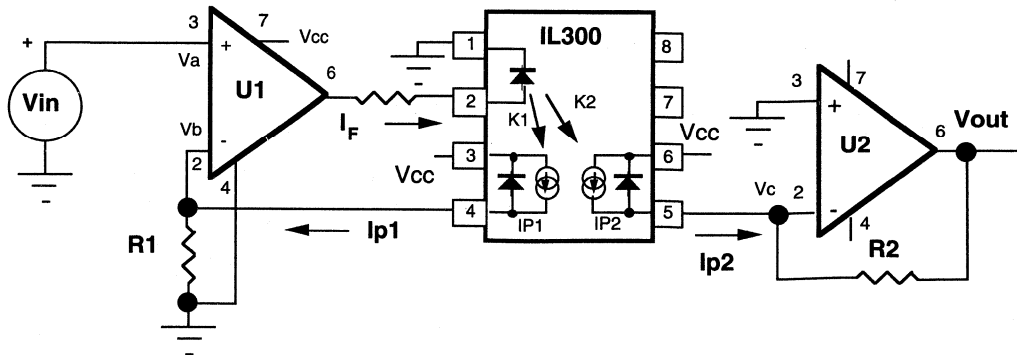 +
Vin
3
Va
+
7
Vcc
U1
6
Vb
-
2
4
I_F
R1
Ip1
IL300
1
2
3
4
8
7
6
5
K1
K2
Vcc
Vcc
IP1
IP2
Ip2
Vc
3
+
7
U2
6
Vout
2
-
4
R2